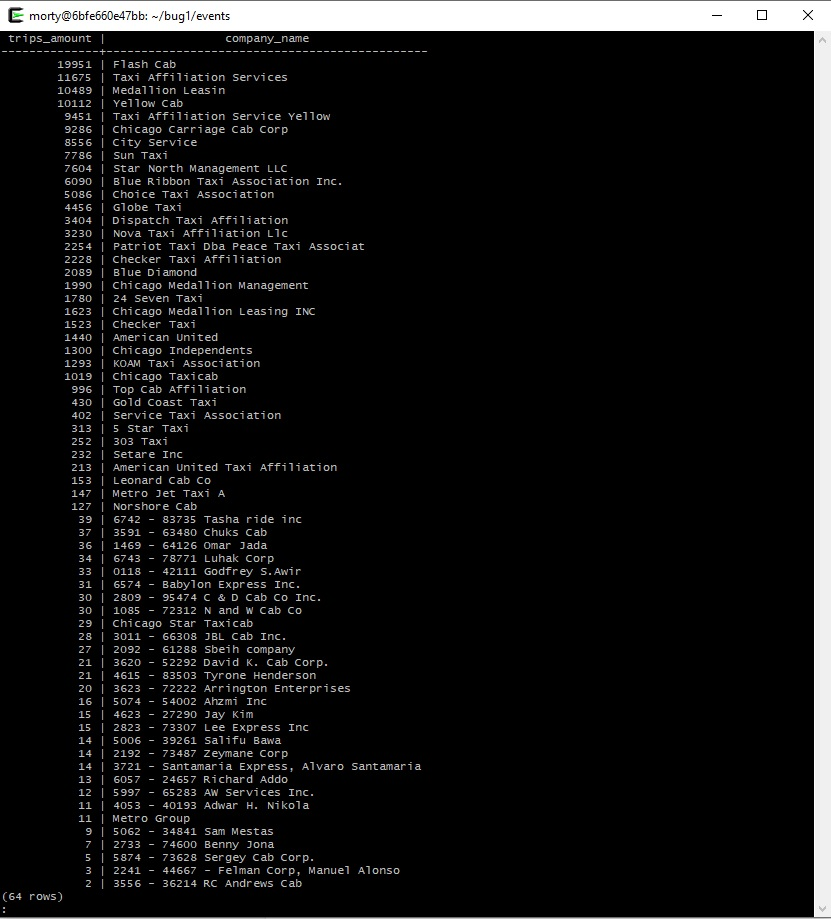 morty@6bfe660e47bb: ~/bug1/events
trips_amount | company_name
--------------+-----------------------------------------------
19951 | Flash Cab
11675 | Taxi Affiliation Services
10489 | Medallion Leasin
10112 | Yellow Cab
9451 | Taxi Affiliation Service Yellow
9286 | Chicago Carriage Cab Corp
8556 | City Service
7786 | Sun Taxi
7604 | Star North Management LLC
6090 | Blue Ribbon Taxi Association Inc.
5086 | Choice Taxi Association
4456 | Globe Taxi
3404 | Dispatch Taxi Affiliation
3230 | Nova Taxi Affiliation Llc
2254 | Patriot Taxi Dba Peace Taxi Associat
2228 | Checker Taxi Affiliation
2089 | Blue Diamond
1990 | Chicago Medallion Management
1780 | 24 Seven Taxi
1623 | Chicago Medallion Leasing INC
1523 | Checker Taxi
1440 | American United
1300 | Chicago Independents
1293 | KOAM Taxi Association
1019 | Chicago Taxicab
996 | Top Cab Affiliation
430 | Gold Coast Taxi
402 | Service Taxi Association
313 | 5 Star Taxi
252 | 303 Taxi
232 | Setare Inc
213 | American United Taxi Affiliation
153 | Leonard Cab Co
147 | Metro Jet Taxi A
127 | Norshore Cab
39 | 6742 - 83735 Tasha ride inc
37 | 3591 - 63480 Chuks Cab
36 | 1469 - 64126 Omar Jada
34 | 6743 - 78771 Luhak Corp
33 | 0118 - 42111 Godfrey S.Awir
31 | 6574 - Babylon Express Inc.
30 | 2809 - 95474 C & D Cab Co Inc.
30 | 1085 - 72312 N and W Cab Co
29 | Chicago Star Taxicab
28 | 3011 - 66308 JBL Cab Inc.
27 | 2092 - 61288 Sbeih company
21 | 3620 - 52292 David K. Cab Corp.
21 | 4615 - 83503 Tyrone Henderson
20 | 3623 - 72222 Arrington Enterprises
16 | 5074 - 54002 Ahzmi Inc
15 | 4623 - 27290 Jay Kim
15 | 2823 - 73307 Lee Express Inc
14 | 5006 - 39261 Salifu Bawa
14 | 2192 - 73487 Zeymane Corp
14 | 3721 - Santamaria Express, Alvaro Santamaria
13 | 6057 - 24657 Richard Addo
12 | 5997 - 65283 AW Services Inc.
11 | 4053 - 40193 Adwar H. Nikola
11 | Metro Group
9 | 5062 - 34841 Sam Mestas
7 | 2733 - 74600 Benny Jona
5 | 5874 - 73628 Sergey Cab Corp.
3 | 2241 - 44667 - Felman Corp, Manuel Alonso
2 | 3556 - 36214 RC Andrews Cab
(64 rows)
: